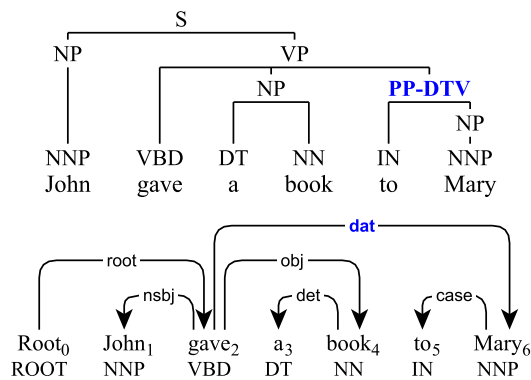 S
NP VP
NP PP-DTV
NP
NNP VBD DT NN IN NNP
John gave a book to Mary
dat
root obj
nsbj det case
Root0 John1 gave2 a3 book4 to5 Mary6
ROOT NNP VBD DT NN IN NNP